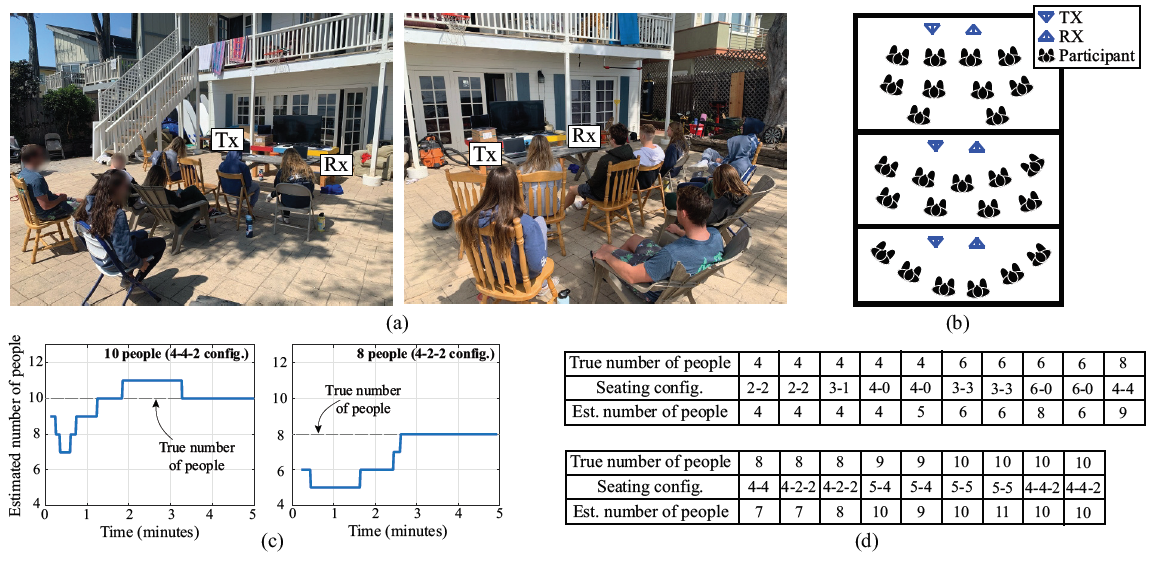 Tx
Rx
Tx
Rx
(a)
TX
RX
Participant
(b)
10 people (4-4-2 config.)
Estimated number of people
12
10
8
6
4
True number
of people
0
1
2
3
4
5
Time (minutes)
8 people (4-2-2 config.)
12
10
8
6
4
True number
of people
0
1
2
3
4
5
Time (minutes)
(c)
True number of people 4 4 4 4 4 6 6 6 6 8
Seating config. 2-2 2-2 3-1 4-0 4-0 3-3 3-3 6-0 6-0 4-4
Est. number of people 4 4 4 4 5 6 6 8 6 9
True number of people 8 8 8 9 9 10 10 10 10
Seating config. 4-4 4-2-2 4-2-2 5-4 5-4 5-5 5-5 4-4-2 4-4-2
Est. number of people 7 7 8 10 9 10 11 10 10
(d)